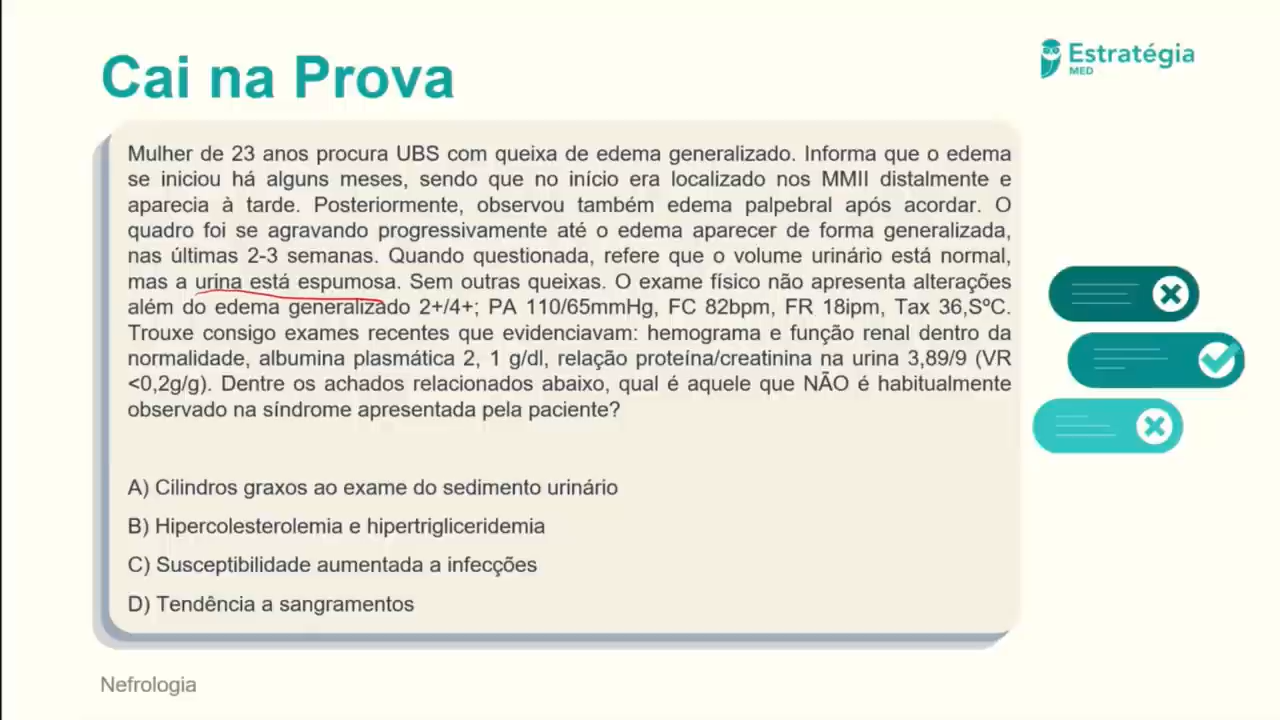 Cai na Prova
Estratégia
MED
Mulher de 23 anos procura UBS com queixa de edema generalizado. Informa que o edema
se iniciou há alguns meses, sendo que no início era localizado nos MMII distalmente e
aparecia à tarde. Posteriormente, observou também edema palpebral após acordar. O
quadro foi se agravando progressivamente até o edema aparecer de forma generalizada,
nas últimas 2-3 semanas. Quando questionada, refere que o volume urinário está normal,
mas a urina está espumosa. Sem outras queixas. O exame físico não apresenta alterações
além do edema generalizado 2+/4+; PA 110/65mmHg, FC 82bpm, FR 18ipm, Tax 36,SºC.
Trouxe consigo exames recentes que evidenciavam: hemograma e função renal dentro da
normalidade, albumina plasmática 2, 1 g/dl, relação proteína/creatinina na urina 3,89/9 (VR
<0,2g/g). Dentre os achados relacionados abaixo, qual é aquele que NÃO é habitualmente
observado na síndrome apresentada pela paciente?
A) Cilindros graxos ao exame do sedimento urinário
B) Hipercolesterolemia e hipertrigliceridemia
C) Susceptibilidade aumentada a infecções
D) Tendência a sangramentos
Nefrologia